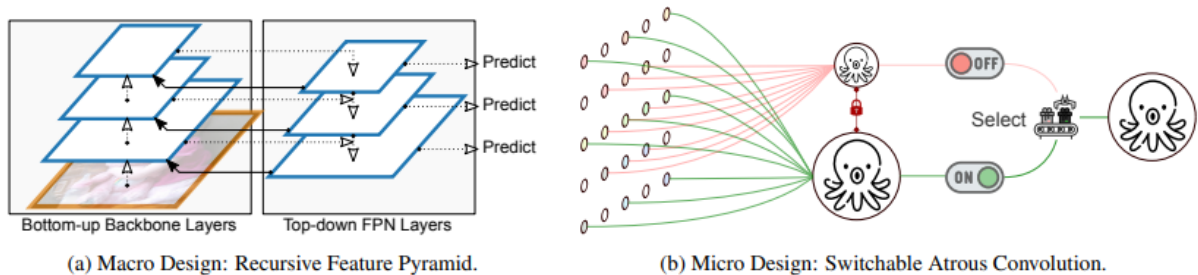 Predict
Predict
Predict
Bottom-up Backbone Layers
Top-down FPN Layers
(a) Macro Design: Recursive Feature Pyramid.
OFF
Select
ON
(b) Micro Design: Switchable Atrous Convolution.